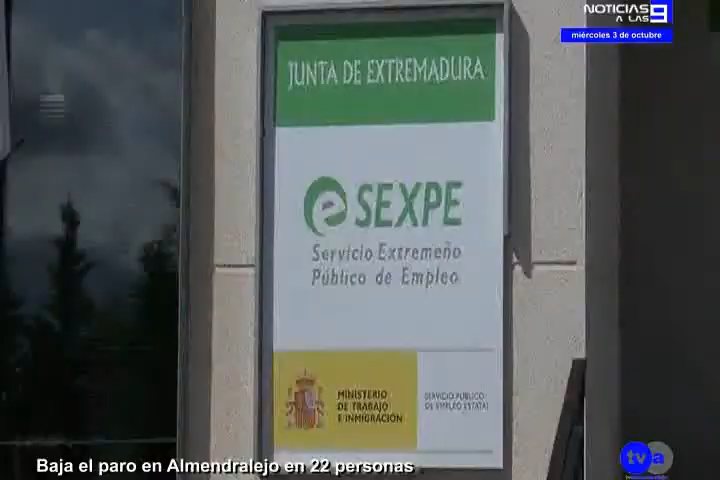 NOTICIAS
A LAS 9
miércoles 3 de octubre
JUNTA DE EXTREMADURA
SEXPE
Servicio Extremeño
Público de Empleo
MINISTERIO
DE TRABAJO
E INMIGRACIÓN
SERVICIO PÚBLICO
DE EMPLEO ESTATAL
Baja el paro en Almendralejo en 22 personas
tva